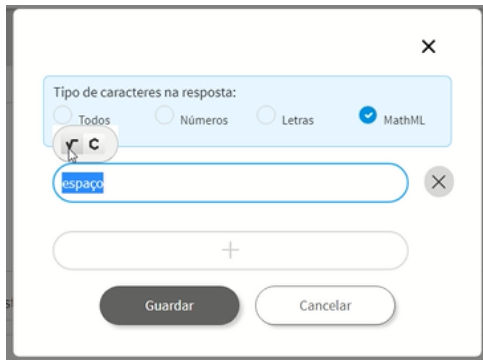 Tipo de caracteres na resposta:
Todos Números Letras MathML
√ C
espaço
Guardar Cancelar